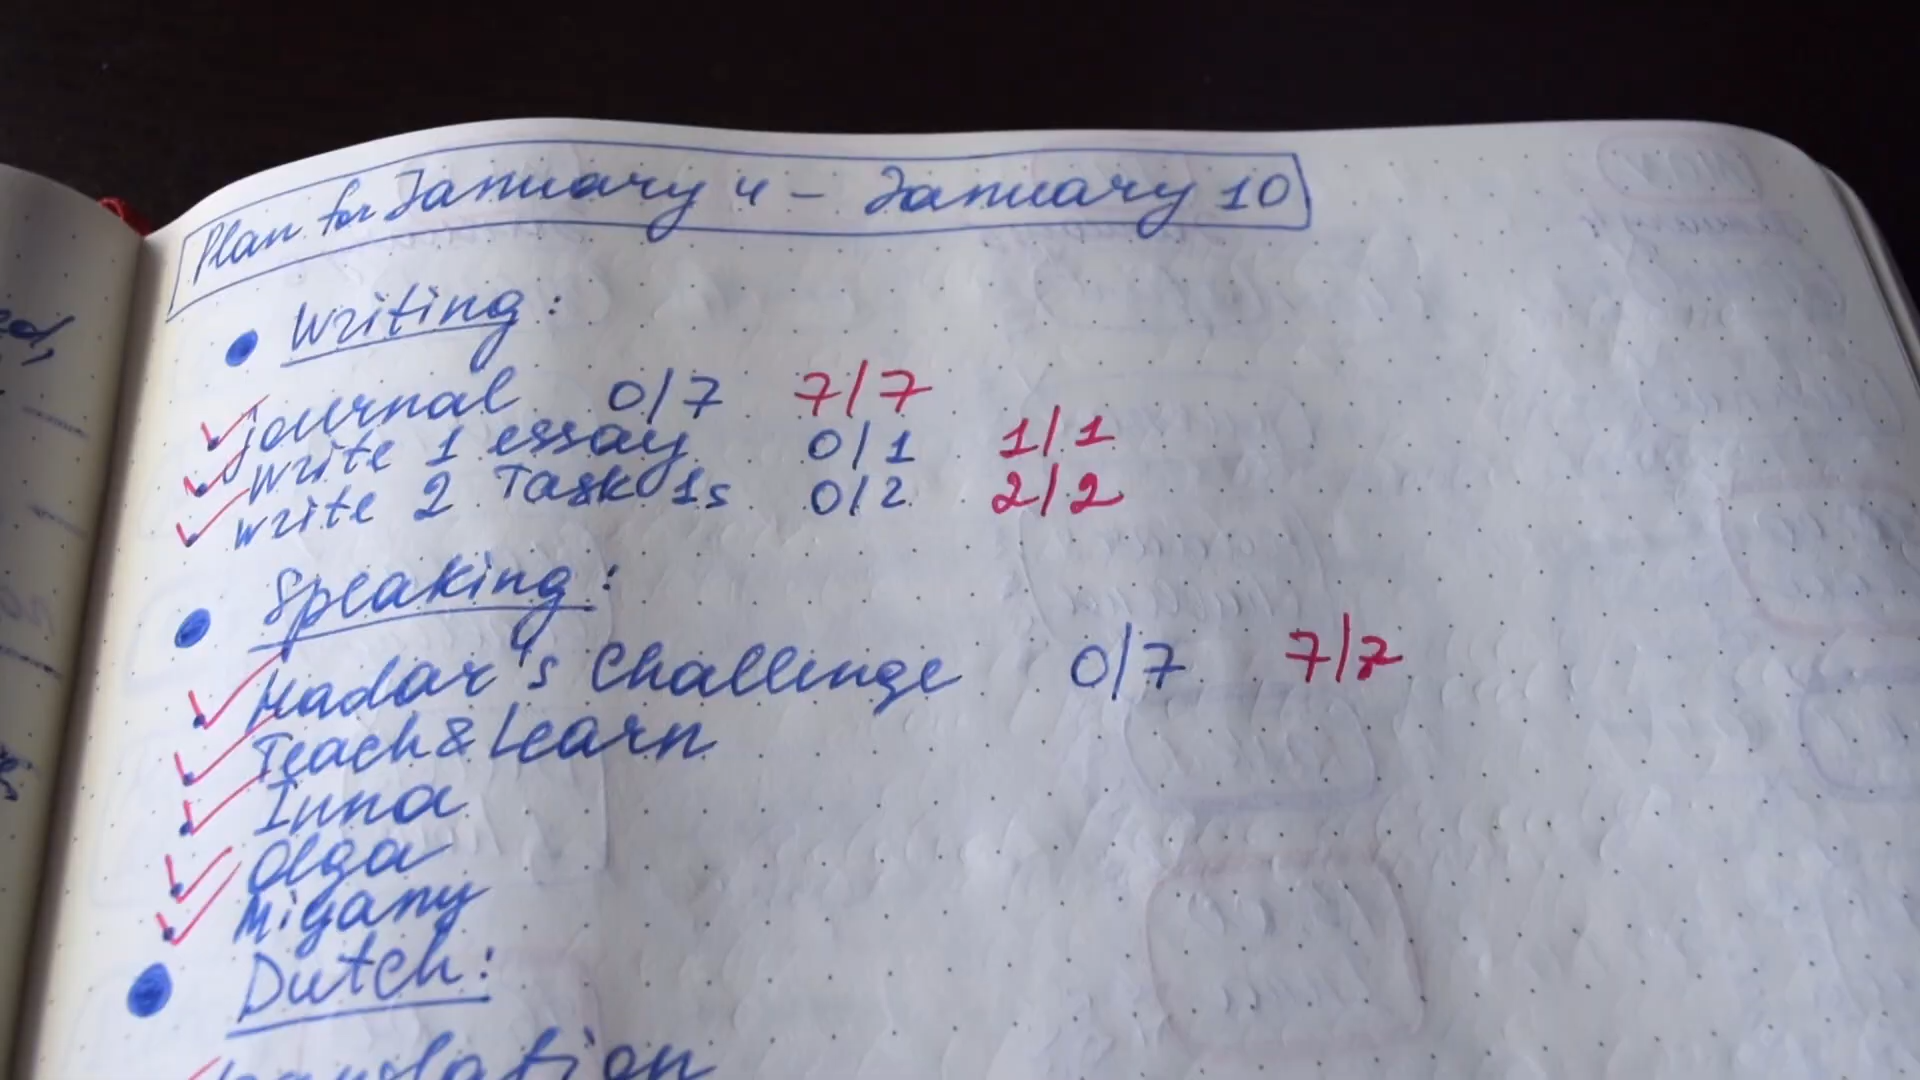 Plan for January 4 - January 10
Writing:
journal 0/7 7/7
write 1 essay 0/1 1/1
write 2 Task 1s 0/2 2/2
Speaking:
Hadar's Challenge 0/7 7/7
Teach & Learn
Inna
Olga
Migany
Dutch:
translation